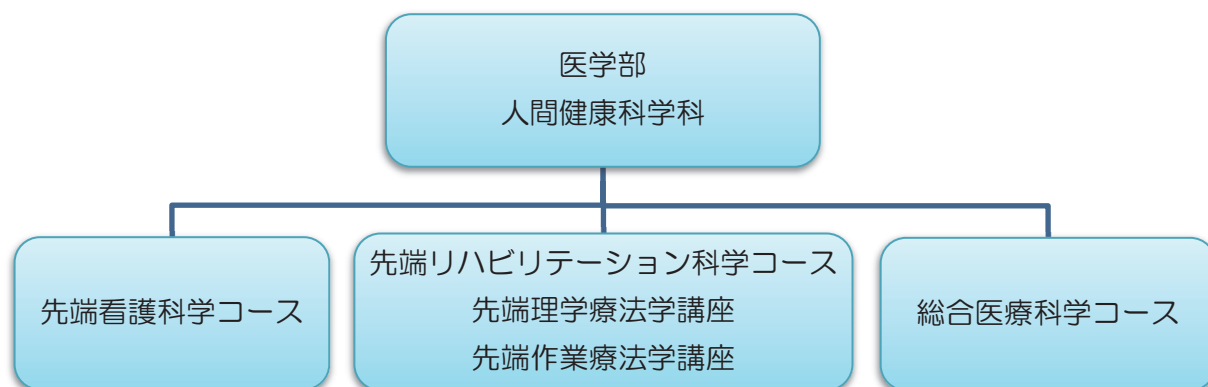 医学部
人間健康科学科
先端看護科学コース
先端リハビリテーション科学コース
先端理学療法学講座
先端作業療法学講座
総合医療科学コース